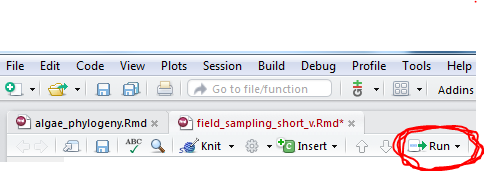 File Edit Code View Plots Session Build Debug Profile Tools Help
Go to file/function Addins
algae_phylogeny.Rmd field_sampling_short_v.Rmd*
ABC Knit Insert Run